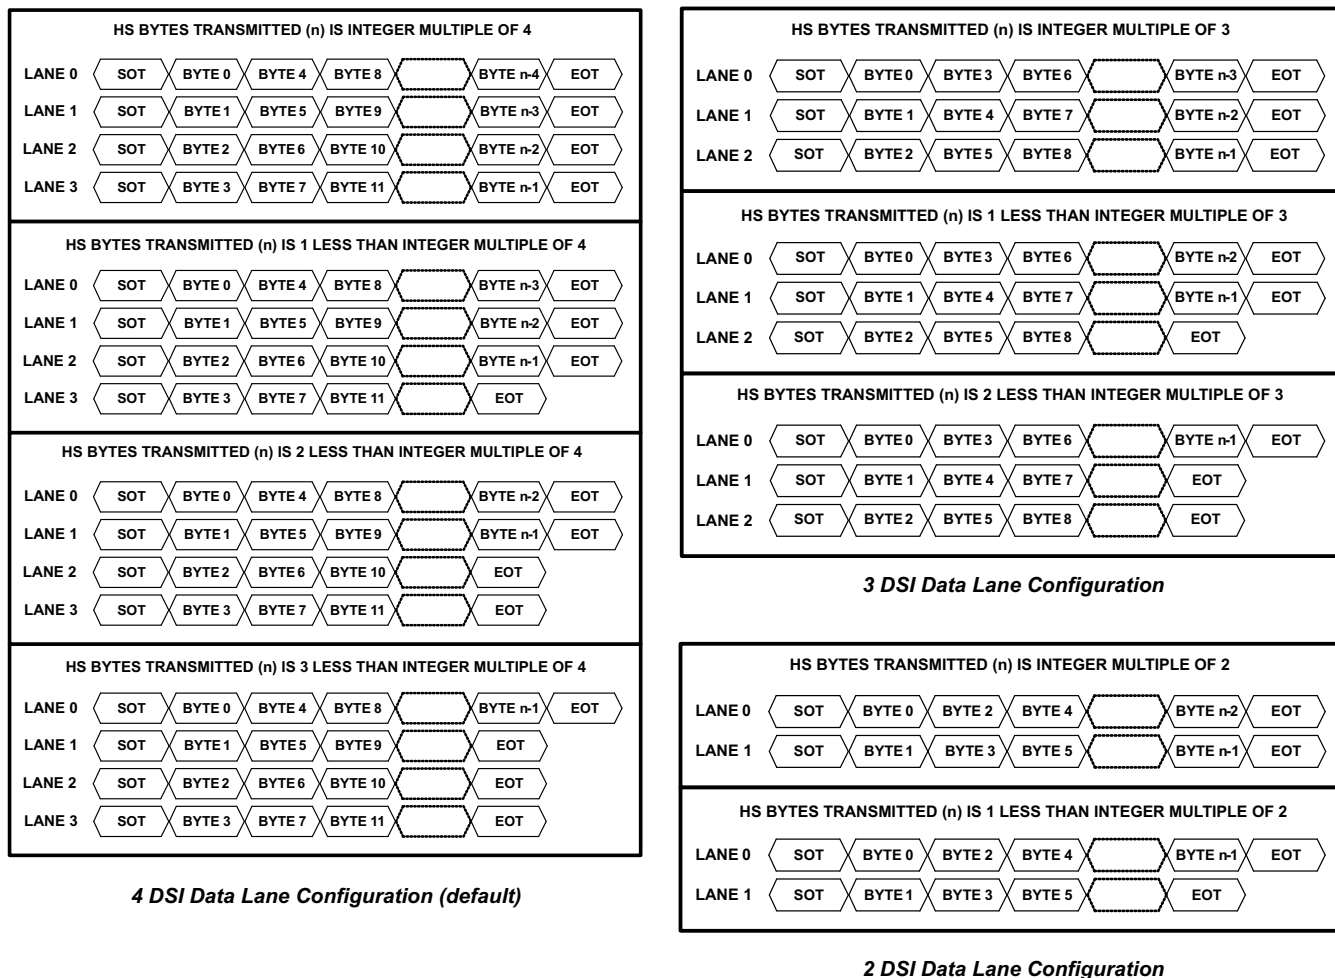 HS BYTES TRANSMITTED (n) IS INTEGER MULTIPLE OF 4
LANE 0 SOT BYTE 0 BYTE 4 BYTE 8 BYTE n-4 EOT
LANE 1 SOT BYTE 1 BYTE 5 BYTE 9 BYTE n-3 EOT
LANE 2 SOT BYTE 2 BYTE 6 BYTE 10 BYTE n-2 EOT
LANE 3 SOT BYTE 3 BYTE 7 BYTE 11 BYTE n-1 EOT
HS BYTES TRANSMITTED (n) IS 1 LESS THAN INTEGER MULTIPLE OF 4
LANE 0 SOT BYTE 0 BYTE 4 BYTE 8 BYTE n-3 EOT
LANE 1 SOT BYTE 1 BYTE 5 BYTE 9 BYTE n-2 EOT
LANE 2 SOT BYTE 2 BYTE 6 BYTE 10 BYTE n-1 EOT
LANE 3 SOT BYTE 3 BYTE 7 BYTE 11 EOT
HS BYTES TRANSMITTED (n) IS 2 LESS THAN INTEGER MULTIPLE OF 4
LANE 0 SOT BYTE 0 BYTE 4 BYTE 8 BYTE n-2 EOT
LANE 1 SOT BYTE 1 BYTE 5 BYTE 9 BYTE n-1 EOT
LANE 2 SOT BYTE 2 BYTE 6 BYTE 10 EOT
LANE 3 SOT BYTE 3 BYTE 7 BYTE 11 EOT
HS BYTES TRANSMITTED (n) IS 3 LESS THAN INTEGER MULTIPLE OF 4
LANE 0 SOT BYTE 0 BYTE 4 BYTE 8 BYTE n-1 EOT
LANE 1 SOT BYTE 1 BYTE 5 BYTE 9 EOT
LANE 2 SOT BYTE 2 BYTE 6 BYTE 10 EOT
LANE 3 SOT BYTE 3 BYTE 7 BYTE 11 EOT
4 DSI Data Lane Configuration (default)
HS BYTES TRANSMITTED (n) IS INTEGER MULTIPLE OF 3
LANE 0 SOT BYTE 0 BYTE 3 BYTE 6 BYTE n-3 EOT
LANE 1 SOT BYTE 1 BYTE 4 BYTE 7 BYTE n-2 EOT
LANE 2 SOT BYTE 2 BYTE 5 BYTE 8 BYTE n-1 EOT
HS BYTES TRANSMITTED (n) IS 1 LESS THAN INTEGER MULTIPLE OF 3
LANE 0 SOT BYTE 0 BYTE 3 BYTE 6 BYTE n-2 EOT
LANE 1 SOT BYTE 1 BYTE 4 BYTE 7 BYTE n-1 EOT
LANE 2 SOT BYTE 2 BYTE 5 BYTE 8 EOT
HS BYTES TRANSMITTED (n) IS 2 LESS THAN INTEGER MULTIPLE OF 3
LANE 0 SOT BYTE 0 BYTE 3 BYTE 6 BYTE n-1 EOT
LANE 1 SOT BYTE 1 BYTE 4 BYTE 7 EOT
LANE 2 SOT BYTE 2 BYTE 5 BYTE 8 EOT
3 DSI Data Lane Configuration
HS BYTES TRANSMITTED (n) IS INTEGER MULTIPLE OF 2
LANE 0 SOT BYTE 0 BYTE 2 BYTE 4 BYTE n-2 EOT
LANE 1 SOT BYTE 1 BYTE 3 BYTE 5 BYTE n-1 EOT
HS BYTES TRANSMITTED (n) IS 1 LESS THAN INTEGER MULTIPLE OF 2
LANE 0 SOT BYTE 0 BYTE 2 BYTE 4 BYTE n-1 EOT
LANE 1 SOT BYTE 1 BYTE 3 BYTE 5 EOT
2 DSI Data Lane Configuration